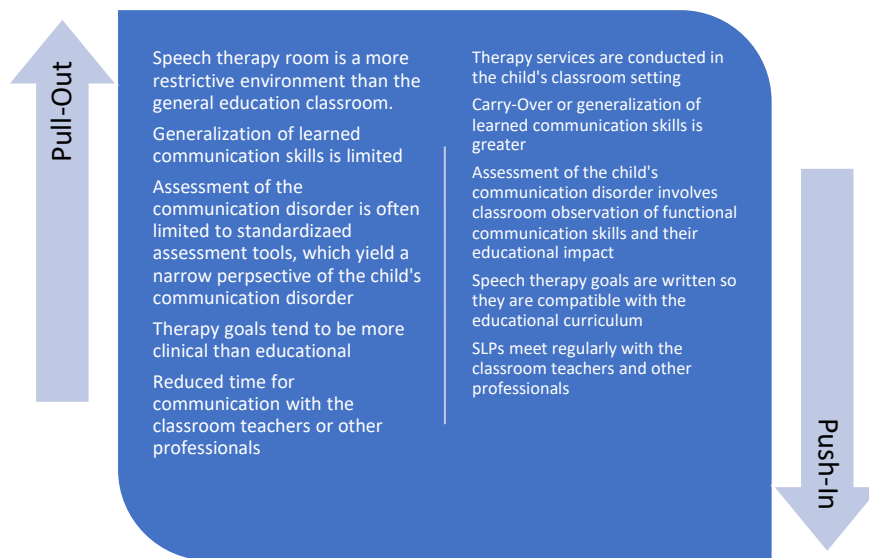 Pull-Out
Speech therapy room is a more
restrictive environment than the
general education classroom.
Generalization of learned
communication skills is limited
Assessment of the
communication disorder is often
limited to standardizaed
assessment tools, which yield a
narrow perpsective of the child's
communication disorder
Therapy goals tend to be more
clinical than educational
Reduced time for
communication with the
classroom teachers or other
professionals
Therapy services are conducted in
the child's classroom setting
Carry-Over or generalization of
learned communication skills is
greater
Assessment of the child's
communication disorder involves
classroom observation of functional
communication skills and their
educational impact
Speech therapy goals are written so
they are compatible with the
educational curriculum
SLPs meet regularly with the
classroom teachers and other
professionals
Push-In